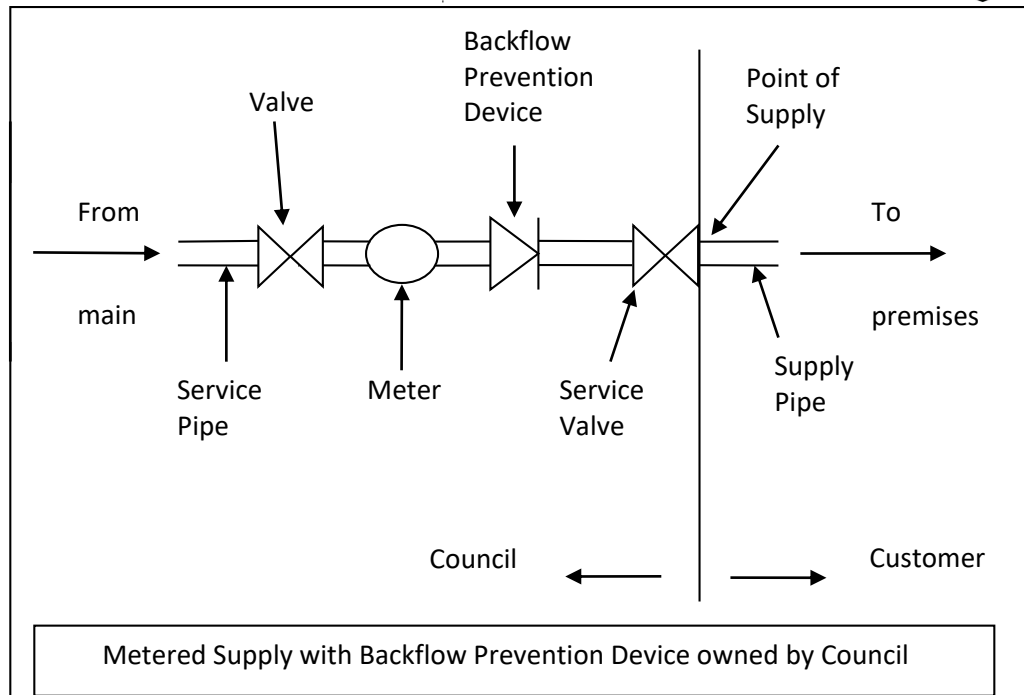 Backflow
Prevention
Device
Valve
Point of
Supply
From
main
To
premises
Service
Pipe
Meter
Service
Valve
Supply
Pipe
Council
Customer
Metered Supply with Backflow Prevention Device owned by Council